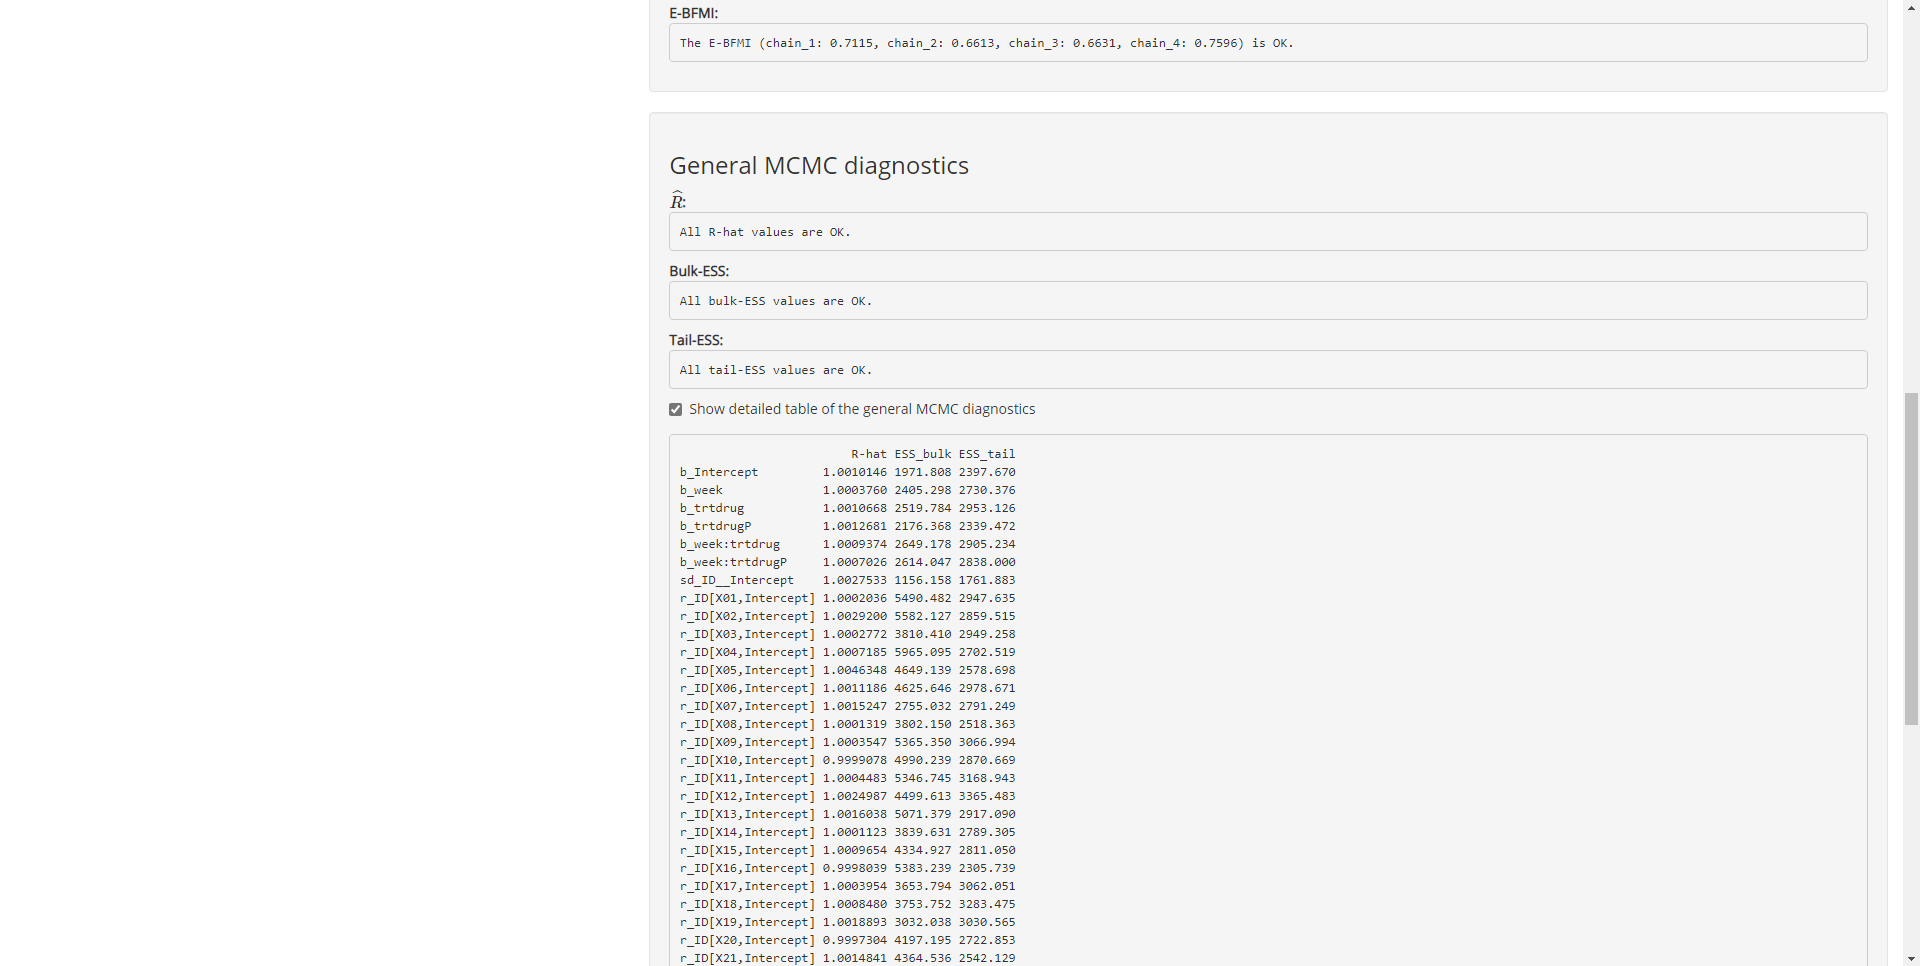 E-BFMI:
The E-BFMI (chain_1: 0.7115, chain_2: 0.6613, chain_3: 0.6631, chain_4: 0.7596) is OK.
General MCMC diagnostics
R̂:
All R-hat values are OK.
Bulk-ESS:
All bulk-ESS values are OK.
Tail-ESS:
All tail-ESS values are OK.
Show detailed table of the general MCMC diagnostics
R-hat ESS_bulk ESS_tail
b_Intercept 1.0010146 1971.808 2397.670
b_week 1.0003760 2405.298 2730.376
b_trtdrug 1.0010668 2519.784 2953.126
b_trtdrugP 1.0012681 2176.368 2339.472
b_week:trtdrug 1.0009374 2649.178 2905.234
b_week:trtdrugP 1.0007026 2614.047 2838.000
sd_ID__Intercept 1.0027533 1156.158 1761.883
r_ID[X01,Intercept] 1.0002036 5490.482 2947.635
r_ID[X02,Intercept] 1.0029200 5582.127 2859.515
r_ID[X03,Intercept] 1.0002772 3810.410 2949.258
r_ID[X04,Intercept] 1.0007185 5965.095 2702.519
r_ID[X05,Intercept] 1.0046348 4649.139 2578.698
r_ID[X06,Intercept] 1.0011186 4625.646 2978.671
r_ID[X07,Intercept] 1.0015247 2755.032 2791.249
r_ID[X08,Intercept] 1.0001319 3802.150 2518.363
r_ID[X09,Intercept] 1.0003547 5365.350 3066.994
r_ID[X10,Intercept] 0.9999078 4990.239 2870.669
r_ID[X11,Intercept] 1.0004483 5346.745 3168.943
r_ID[X12,Intercept] 1.0024987 4499.613 3365.483
r_ID[X13,Intercept] 1.0016038 5071.379 2917.090
r_ID[X14,Intercept] 1.0001123 3839.631 2789.305
r_ID[X15,Intercept] 1.0009654 4334.927 2811.050
r_ID[X16,Intercept] 0.9998039 5383.239 2305.739
r_ID[X17,Intercept] 1.0003954 3653.794 3062.051
r_ID[X18,Intercept] 1.0008480 3753.752 3283.475
r_ID[X19,Intercept] 1.0018893 3032.038 3030.565
r_ID[X20,Intercept] 0.9997304 4197.195 2722.853
r_ID[X21,Intercept] 1.0014841 4364.536 2542.129